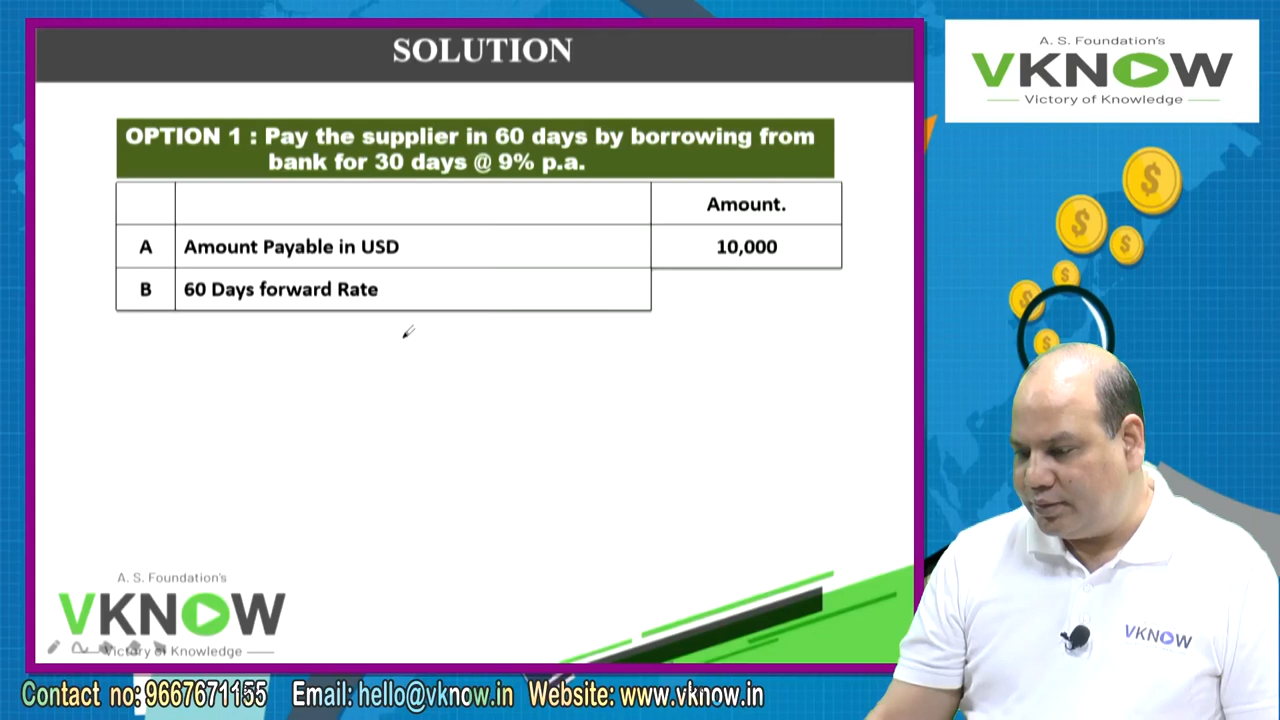 SOLUTION
A. S. Foundation's
VKNOW
Victory of Knowledge
OPTION 1 : Pay the supplier in 60 days by borrowing from
bank for 30 days @ 9% p.a.
Amount.
A Amount Payable in USD 10,000
B 60 Days forward Rate
A. S. Foundation's
VKNOW
Victory of Knowledge
VKNOW
Contact no: 9667671155 Email: hello@vknow.in Website: www.vknow.in